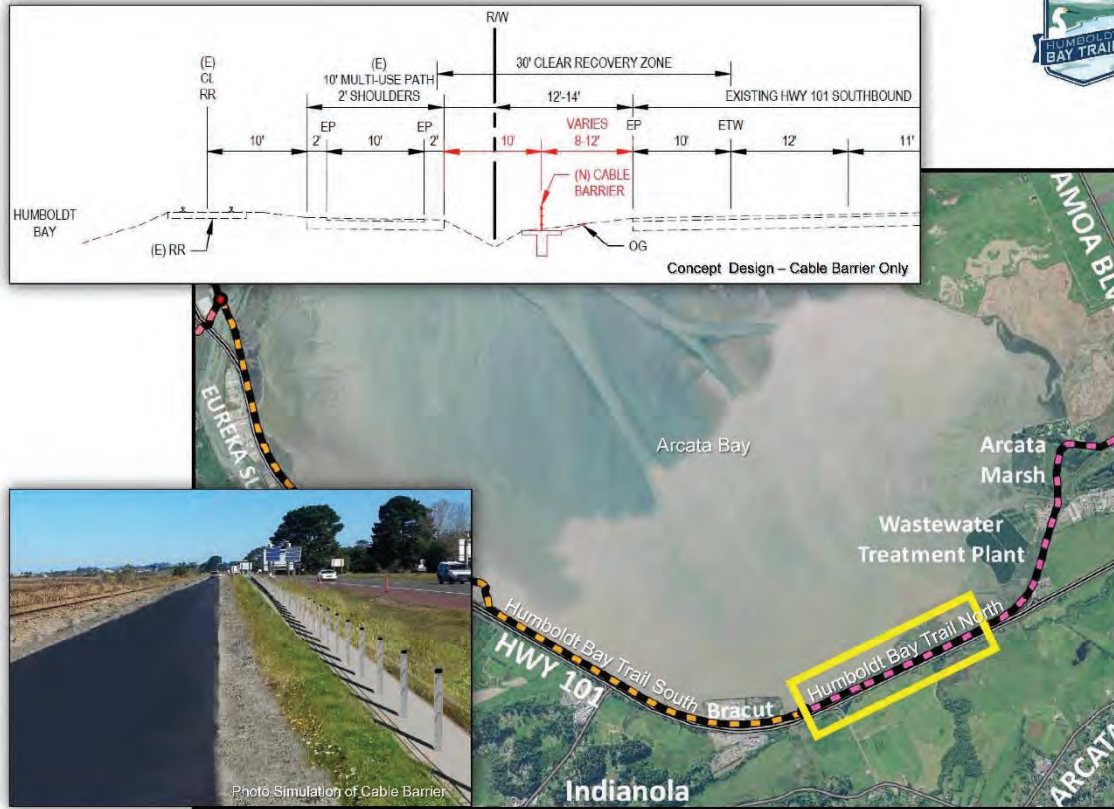 R/W
(E)
CL
RR
(E)
10' MULTI-USE PATH
2' SHOULDERS
30' CLEAR RECOVERY ZONE
12'-14'
EXISTING HWY 101 SOUTHBOUND
EP
EP
VARIES
EP
ETW
10'
2'
10'
2'
10'
8-12'
10'
12'
11'
(N) CABLE
BARRIER
HUMBOLDT
BAY
(E) RR
OG
Concept Design – Cable Barrier Only
HUMBOLDT
BAY TRAIL
AMOA BLV
EUREKA SL
Arcata Bay
Arcata
Marsh
Wastewater
Treatment Plant
Humboldt Bay Trail North
Humboldt Bay Trail South
HWY 101
Bracut
Indianola
ARCATA
Photo Simulation of Cable Barrier